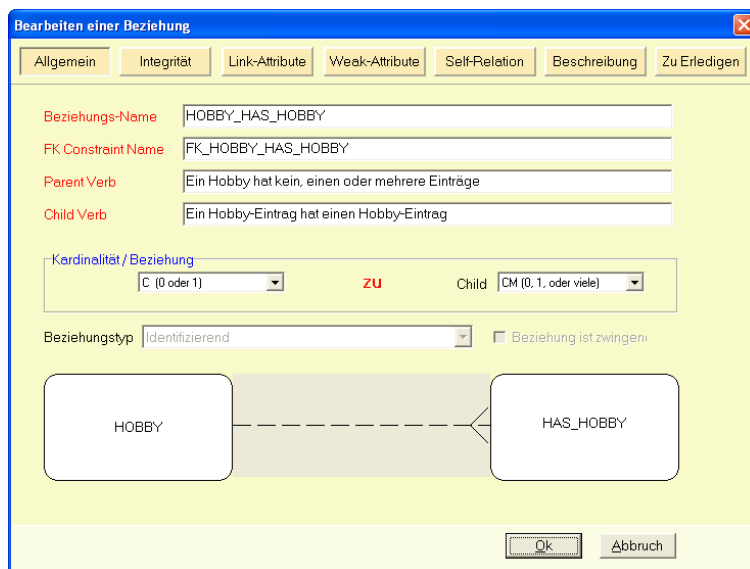 Bearbeiten einer Beziehung
Allgemein Integrität Link-Attribute Weak-Attribute Self-Relation Beschreibung Zu Erledigen
Beziehungs-Name HOBBY_HAS_HOBBY
FK Constraint Name FK_HOBBY_HAS_HOBBY
Parent Verb Ein Hobby hat kein, einen oder mehrere Einträge
Child Verb Ein Hobby-Eintrag hat einen Hobby-Eintrag
Kardinalität / Beziehung
C (0 oder 1) zu Child CM (0, 1, oder viele)
Beziehungstyp Identifizierend Beziehung ist zwingen
HOBBY HAS_HOBBY
Ok Abbruch